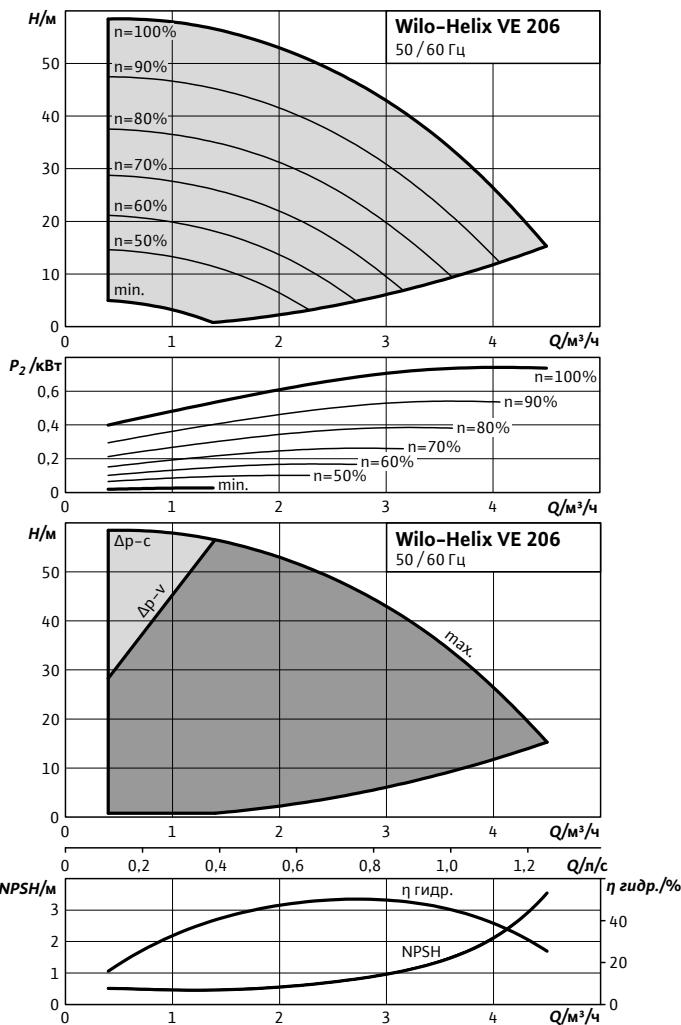 H/м
Wilo-Helix VE 206
50 / 60 Гц
n=100%
n=90%
n=80%
n=70%
n=60%
n=50%
min.
50
40
30
20
10
0
0 1 2 3 4 Q/м³/ч
P₂ /кВт
0,6
0,4
0,2
0
n=100%
n=90%
n=80%
n=70%
n=60%
n=50%
min.
0 1 2 3 4 Q/м³/ч
H/м
Wilo-Helix VE 206
50 / 60 Гц
Δp-c
Δp-v
max.
50
40
30
20
10
0
0 1 2 3 4 Q/м³/ч
0 0,2 0,4 0,6 0,8 1,0 1,2 Q/л/с
NPSH/м
η гидр./%
η гидр.
NPSH
3
2
1
0
40
20
0
0 1 2 3 4 Q/м³/ч